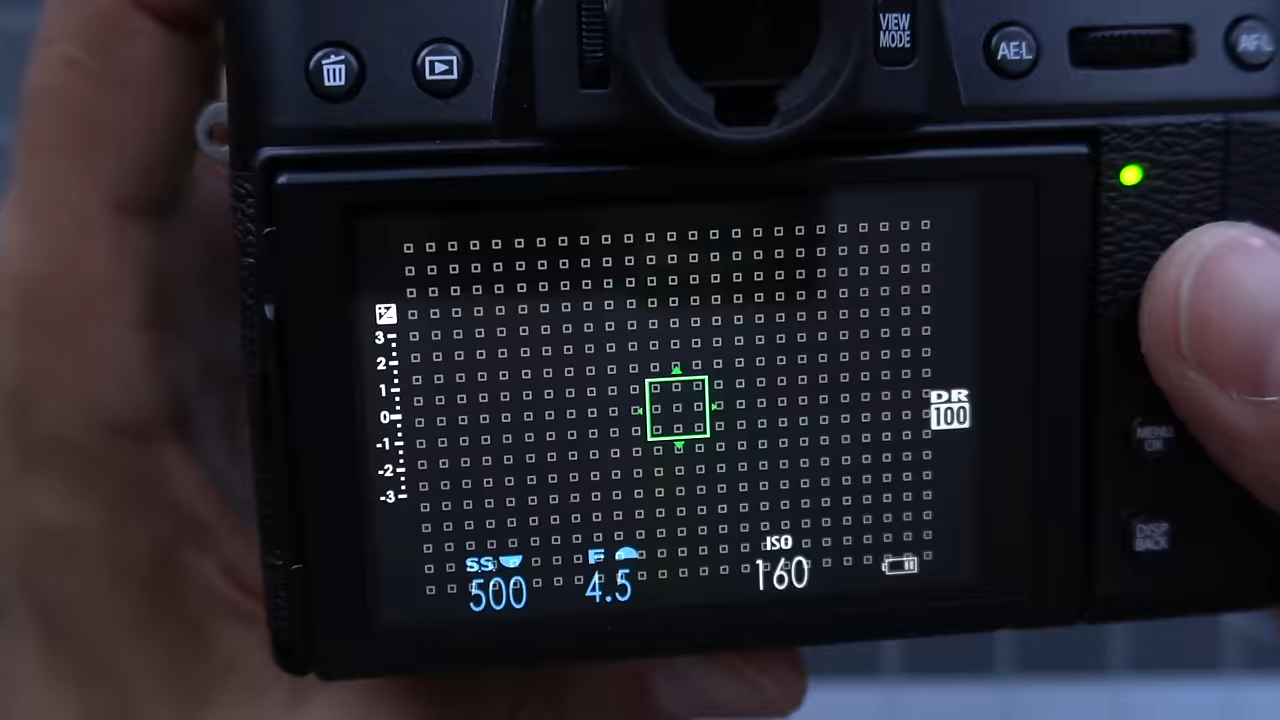 VIEW
MODE
AE-L
AF-L
3
2
1
0
-1
-2
-3
DR
100
MENU
OK
DISP
BACK
SS
500
F
4.5
ISO
160